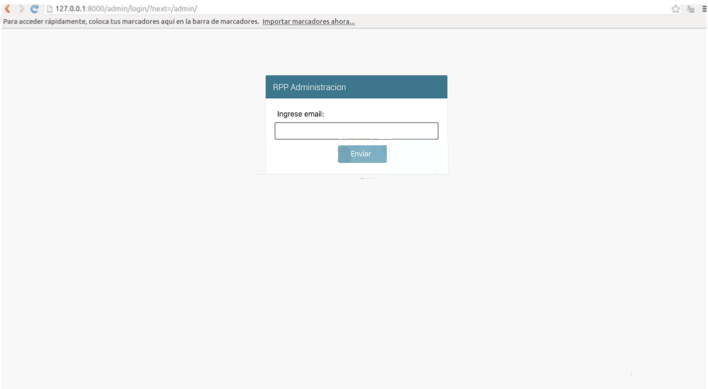 127.0.0.1:8000/admin/login/?next=/admin/
Para acceder rápidamente, coloca tus marcadores aquí en la barra de marcadores. Importar marcadores ahora...
RPP Administracion
Ingrese email:
Enviar